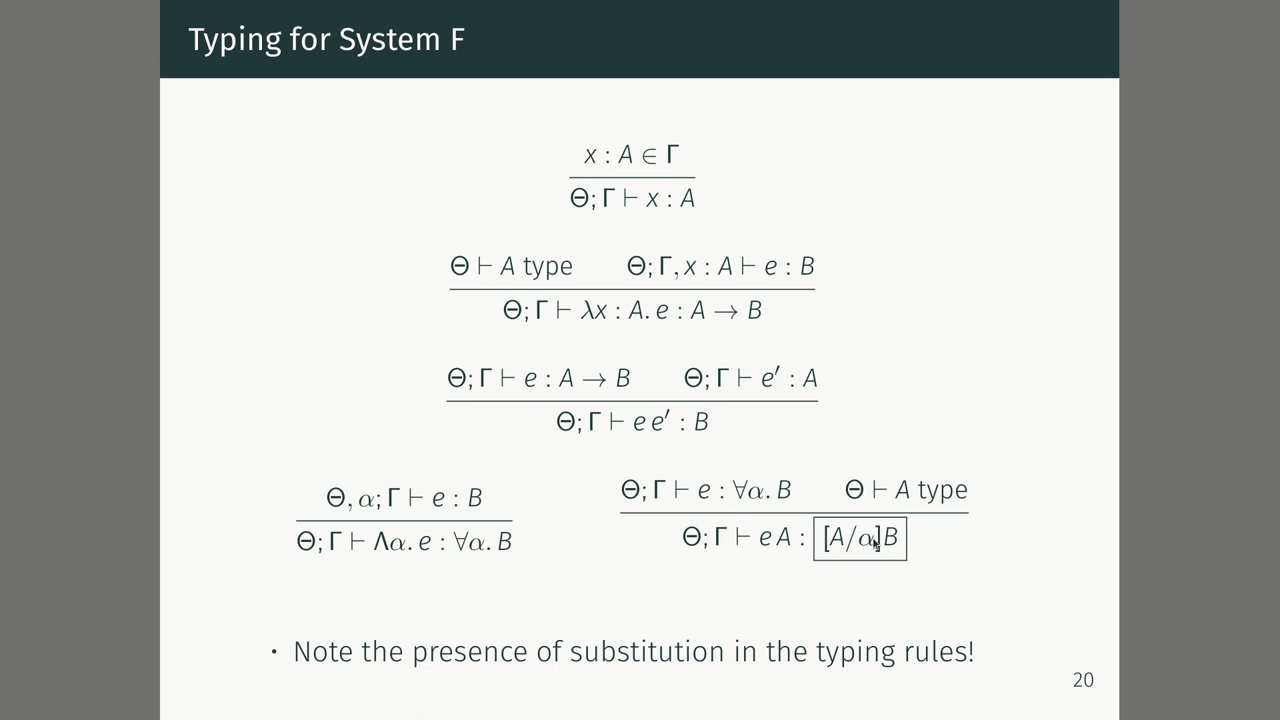 Typing for System F
x : A ∈ Γ
Θ; Γ ⊢ x : A
Θ ⊢ A type Θ; Γ, x : A ⊢ e : B
Θ; Γ ⊢ λx : A. e : A → B
Θ; Γ ⊢ e : A → B Θ; Γ ⊢ e′ : A
Θ; Γ ⊢ e e′ : B
Θ, α; Γ ⊢ e : B
Θ; Γ ⊢ Λα. e : ∀α. B
Θ; Γ ⊢ e : ∀α. B Θ ⊢ A type
Θ; Γ ⊢ e A : [A/α]B
• Note the presence of substitution in the typing rules!
20